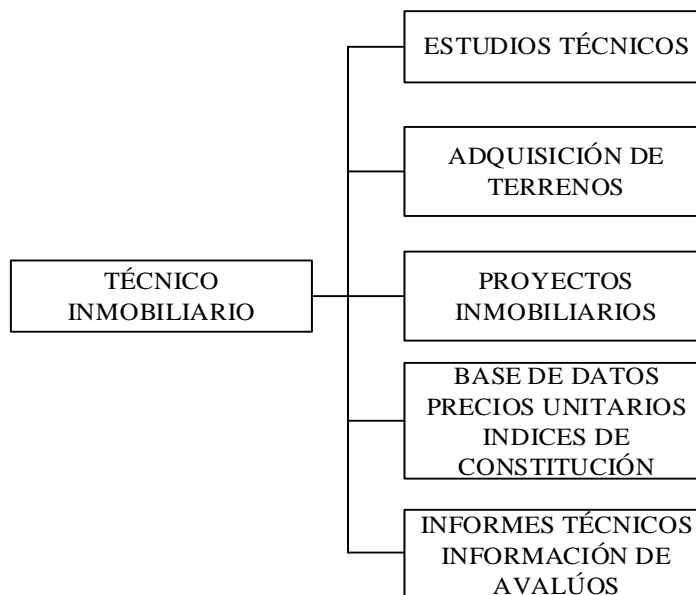 ESTUDIOS TÉCNICOS
ADQUISICIÓN DE
TERRENOS
TÉCNICO
INMOBILIARIO
PROYECTOS
INMOBILIARIOS
BASE DE DATOS
PRECIOS UNITARIOS
INDICES DE
CONSTITUCIÓN
INFORMES TÉCNICOS
INFORMACIÓN DE
AVALÚOS